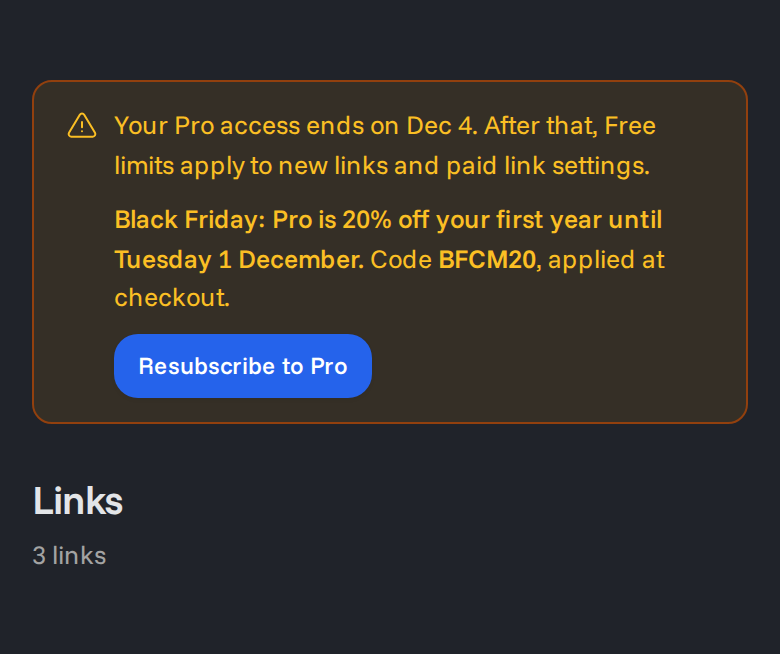 Your Pro access ends on Dec 4. After that, Free
limits apply to new links and paid link settings.
Black Friday: Pro is 20% off your first year until
Tuesday 1 December. Code BFCM20, applied at
checkout.
Resubscribe to Pro
Links
3 links